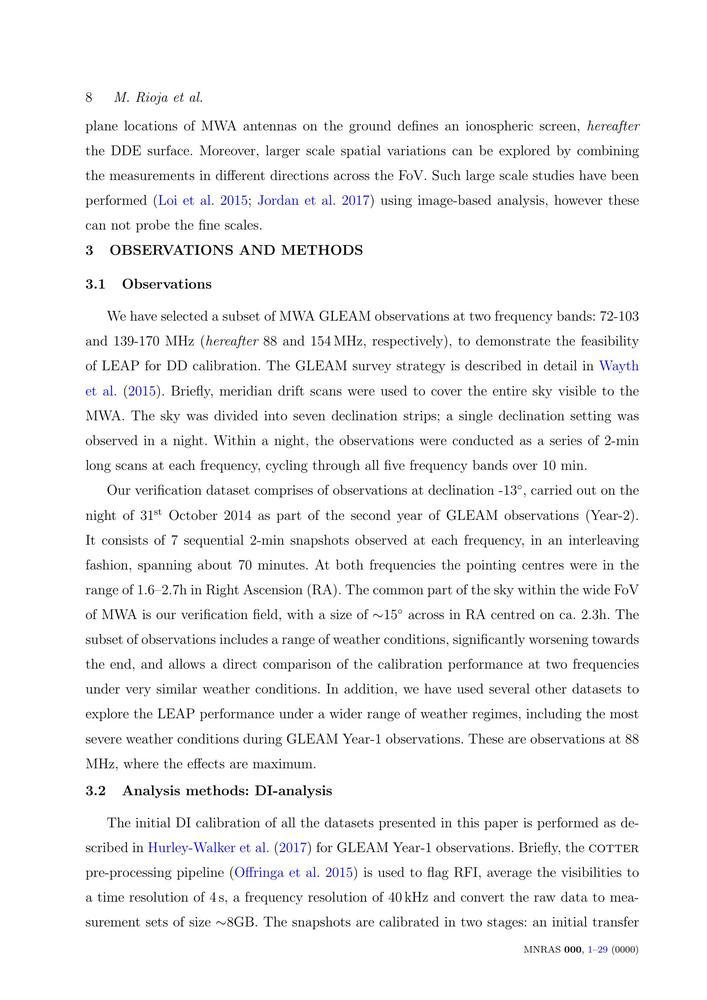 8 M. Rioja et al.
plane locations of MWA antennas on the ground defines an ionospheric screen, hereafter
the DDE surface. Moreover, larger scale spatial variations can be explored by combining
the measurements in different directions across the FoV. Such large scale studies have been
performed (Loi et al. 2015; Jordan et al. 2017) using image-based analysis, however these
can not probe the fine scales.
3 OBSERVATIONS AND METHODS
3.1 Observations
We have selected a subset of MWA GLEAM observations at two frequency bands: 72-103
and 139-170 MHz (hereafter 88 and 154 MHz, respectively), to demonstrate the feasibility
of LEAP for DD calibration. The GLEAM survey strategy is described in detail in Wayth
et al. (2015). Briefly, meridian drift scans were used to cover the entire sky visible to the
MWA. The sky was divided into seven declination strips; a single declination setting was
observed in a night. Within a night, the observations were conducted as a series of 2-min
long scans at each frequency, cycling through all five frequency bands over 10 min.
Our verification dataset comprises of observations at declination -13°, carried out on the
night of 31st October 2014 as part of the second year of GLEAM observations (Year-2).
It consists of 7 sequential 2-min snapshots observed at each frequency, in an interleaving
fashion, spanning about 70 minutes. At both frequencies the pointing centres were in the
range of 1.6–2.7h in Right Ascension (RA). The common part of the sky within the wide FoV
of MWA is our verification field, with a size of ∼15° across in RA centred on ca. 2.3h. The
subset of observations includes a range of weather conditions, significantly worsening towards
the end, and allows a direct comparison of the calibration performance at two frequencies
under very similar weather conditions. In addition, we have used several other datasets to
explore the LEAP performance under a wider range of weather regimes, including the most
severe weather conditions during GLEAM Year-1 observations. These are observations at 88
MHz, where the effects are maximum.
3.2 Analysis methods: DI-analysis
The initial DI calibration of all the datasets presented in this paper is performed as de-
scribed in Hurley-Walker et al. (2017) for GLEAM Year-1 observations. Briefly, the COTTER
pre-processing pipeline (Offringa et al. 2015) is used to flag RFI, average the visibilities to
a time resolution of 4 s, a frequency resolution of 40 kHz and convert the raw data to mea-
surement sets of size ∼8GB. The snapshots are calibrated in two stages: an initial transfer
MNRAS 000, 1–29 (0000)